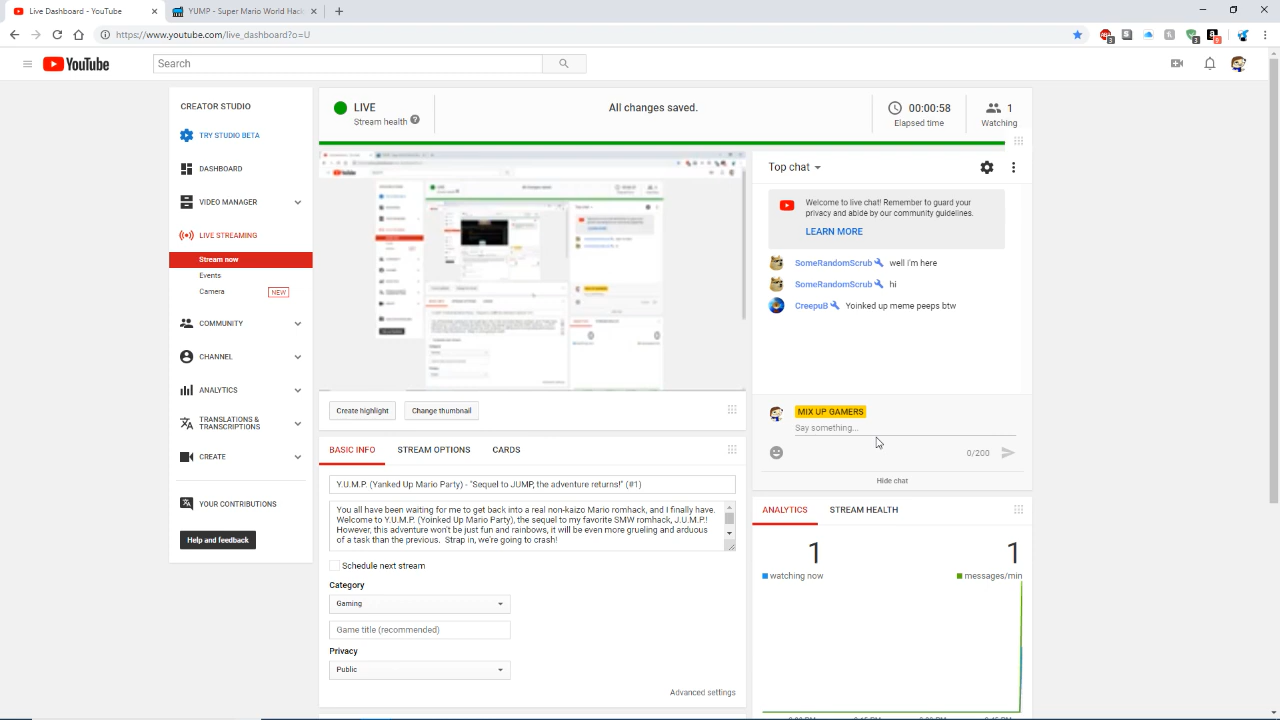 Live Dashboard - YouTube
YUMP - Super Mario World Hack
https://www.youtube.com/live_dashboard?o=U
3
3
YouTube
Search
CREATOR STUDIO
TRY STUDIO BETA
DASHBOARD
VIDEO MANAGER
LIVE STREAMING
Stream now
Events
Camera NEW
COMMUNITY
CHANNEL
ANALYTICS
TRANSLATIONS &
TRANSCRIPTIONS
CREATE
YOUR CONTRIBUTIONS
Help and feedback
LIVE
Stream health ?
All changes saved.
00:00:58
Elapsed time
1
Watching
Create highlight
Change thumbnail
BASIC INFO
STREAM OPTIONS
CARDS
Y.U.M.P. (Yanked Up Mario Party) - "Sequel to JUMP, the adventure returns!" (#1)
You all have been waiting for me to get back into a real non-kaizo Mario romhack, and I finally have.
Welcome to Y.U.M.P. (Yoinked Up Mario Party), the sequel to my favorite SMW romhack, J.U.M.P.!
However, this adventure won't be just fun and rainbows, it will be even more grueling and arduous
of a task than the previous. Strap in, we're going to crash!
Schedule next stream
Category
Gaming
Game title (recommended)
Privacy
Public
Advanced settings
Top chat
Welcome to live chat! Remember to guard your
privacy and abide by our community guidelines.
LEARN MORE
SomeRandomScrub well I'm here
SomeRandomScrub hi
CreepuB Yoinked up meme peeps btw
MIX UP GAMERS
Say something...
0/200
Hide chat
ANALYTICS
STREAM HEALTH
1
watching now
1
messages/min